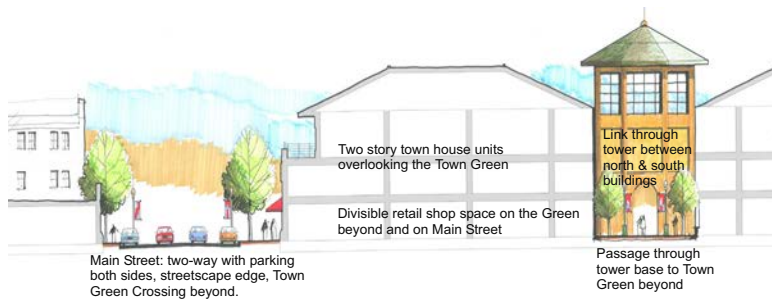 Two story town house units
overlooking the Town Green
Link through
tower between
north & south
buildings
Divisible retail shop space on the Green
beyond and on Main Street
Main Street: two-way with parking
both sides, streetscape edge, Town
Green Crossing beyond.
Passage through
tower base to Town
Green beyond